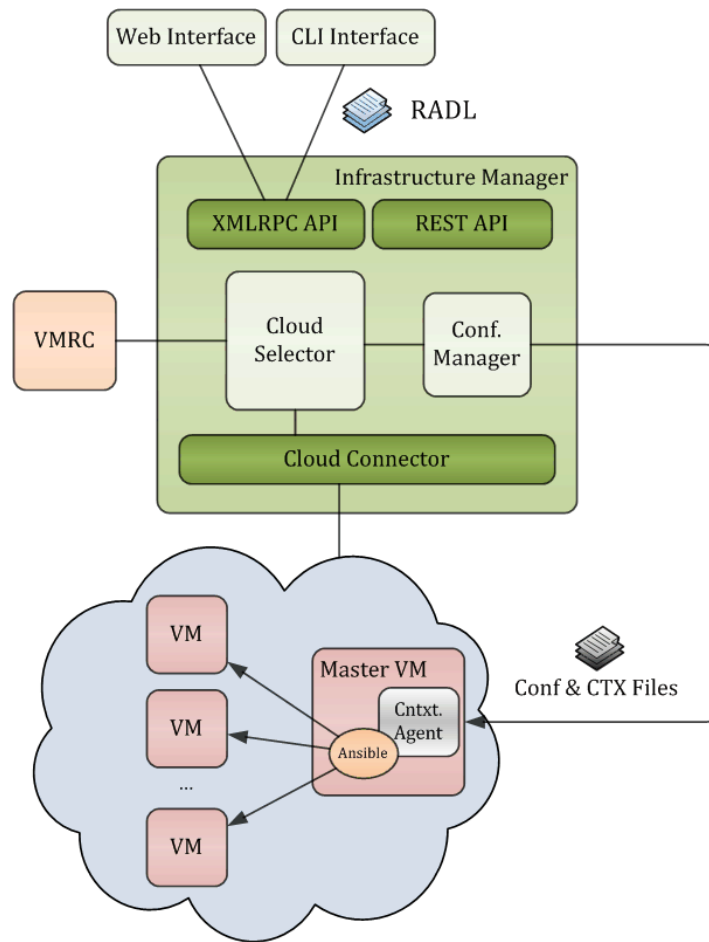 Web Interface
CLI Interface
RADL
Infrastructure Manager
XMLRPC API
REST API
VMRC
Cloud
Selector
Conf.
Manager
Cloud Connector
VM
Master VM
VM
Cntxt.
Agent
Ansible
...
VM
Conf & CTX Files